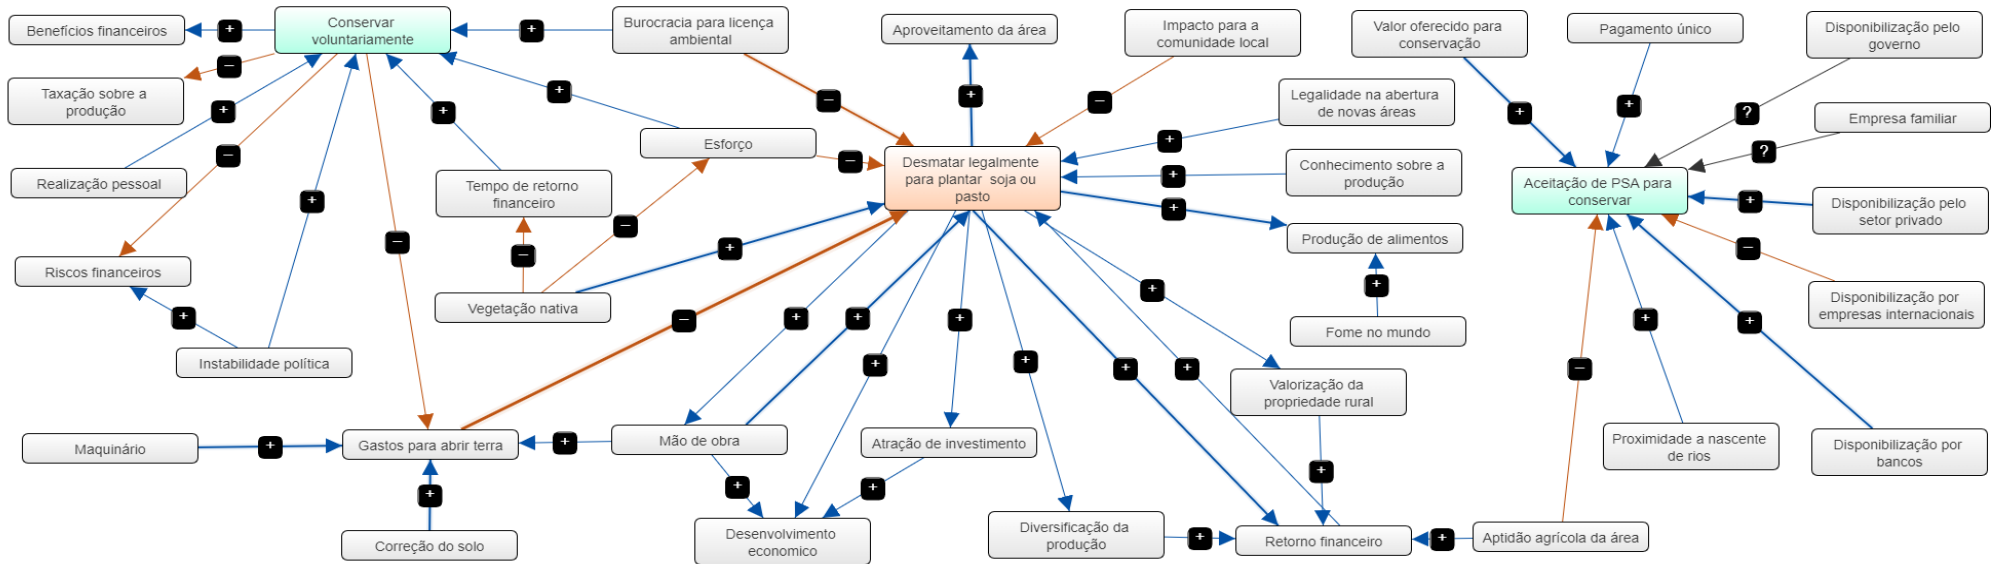 Benefícios financeiros
+
Conservar
voluntariamente
+
Burocracia para licença
ambiental
Aproveitamento da área
Impacto para a
comunidade local
Valor oferecido para
conservação
Pagamento único
Disponibilização pelo
governo
−
Taxação sobre a
produção
+
+
+
−
+
−
Legalidade na abertura
de novas áreas
+
+
?
Empresa familiar
?
Esforço
−
+
−
Desmatar legalmente
para plantar soja ou
pasto
+
Conhecimento sobre a
produção
Aceitação de PSA para
conservar
Realização pessoal
+
Tempo de retorno
financeiro
−
+
+
Disponibilização pelo
setor privado
−
−
+
Produção de alimentos
−
Riscos financeiros
Vegetação nativa
+
+
Disponibilização por
empresas internacionais
+
−
+
+
+
Fome no mundo
+
+
Instabilidade política
+
+
+
+
−
Valorização da
propriedade rural
Maquinário
+
Gastos para abrir terra
+
Mão de obra
Atração de investimento
Proximidade a nascente
de rios
Disponibilização por
bancos
+
+
+
+
Correção do solo
Desenvolvimento
economico
Diversificação da
produção
+
Retorno financeiro
+
Aptidão agrícola da área